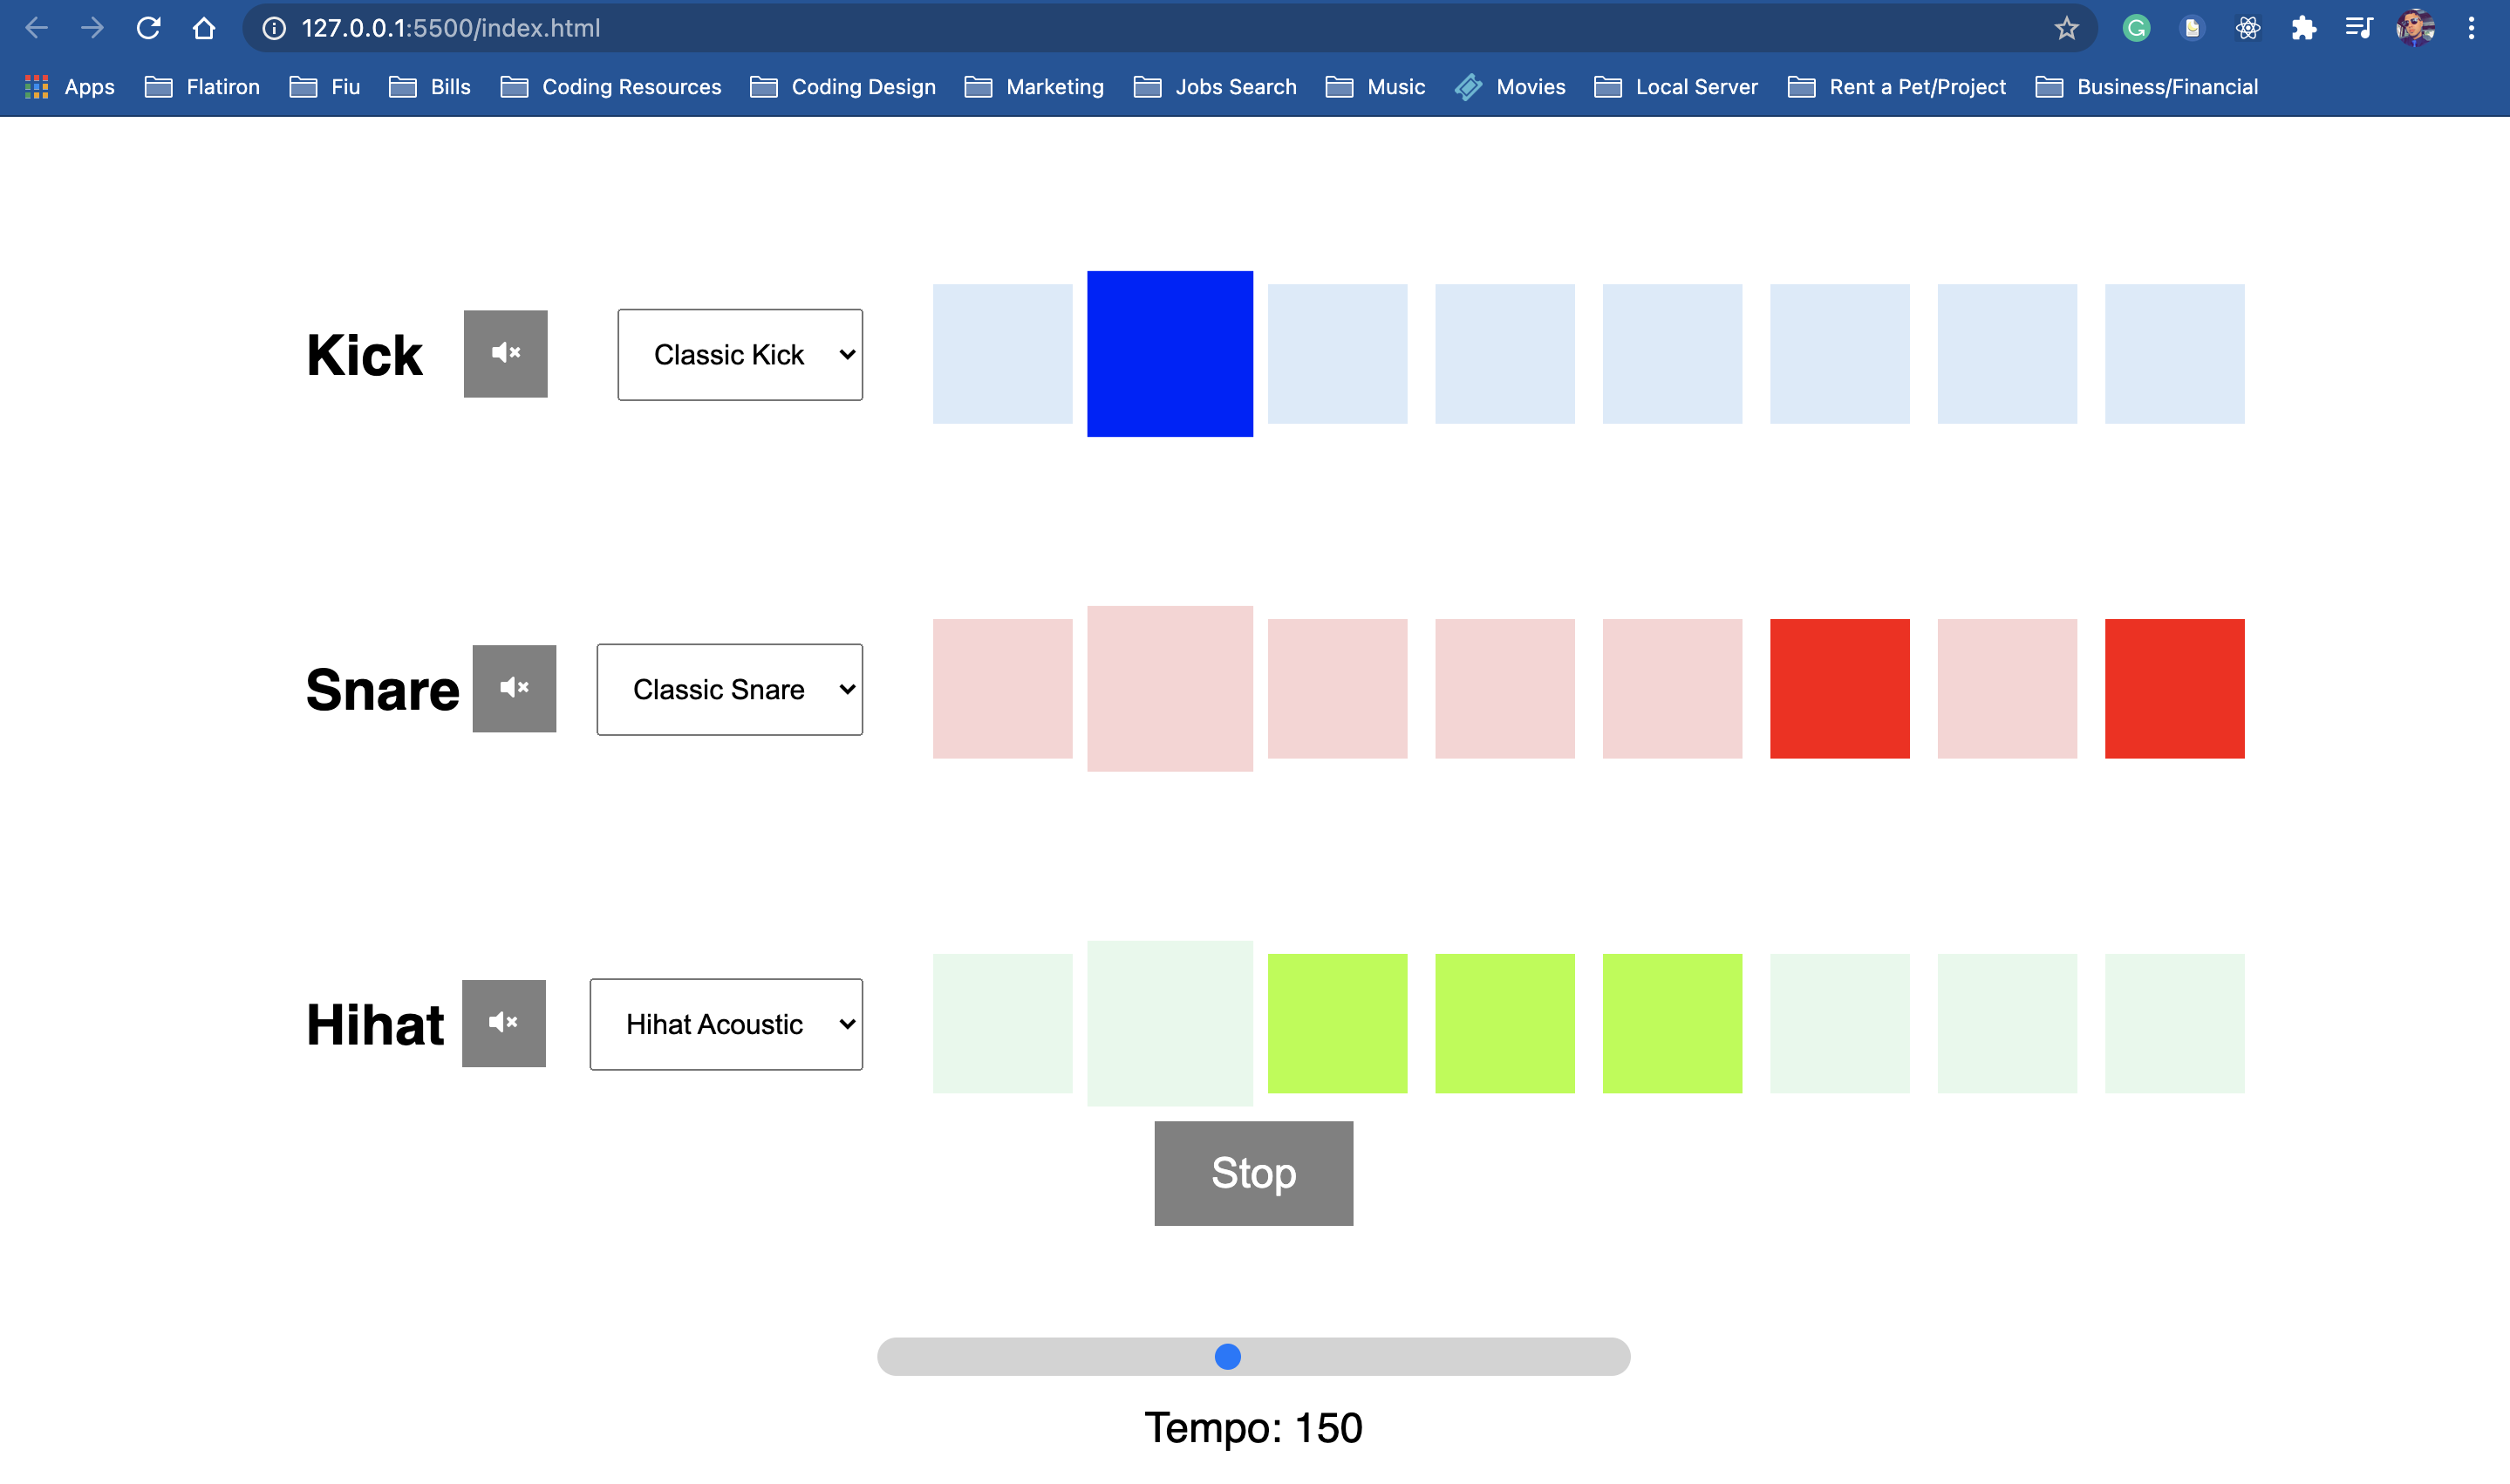 127.0.0.1:5500/index.html
Apps Flatiron Fiu Bills Coding Resources Coding Design Marketing Jobs Search Music Movies Local Server Rent a Pet/Project Business/Financial
Kick Classic Kick
Snare Classic Snare
Hihat Hihat Acoustic
Stop
Tempo: 150